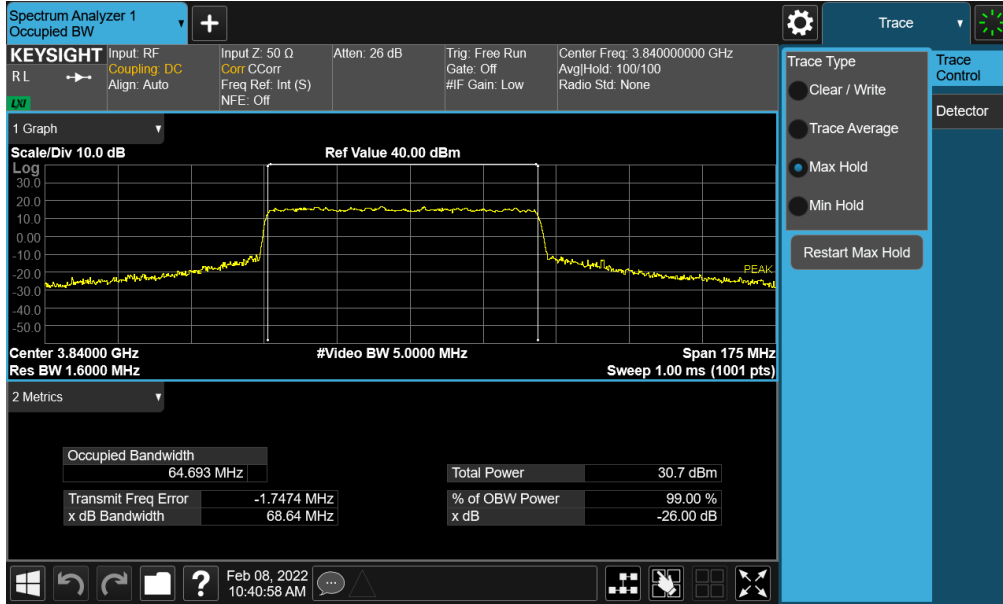 Spectrum Analyzer 1
Occupied BW
Trace
KEYSIGHT
RL
LXI
Input: RF
Coupling: DC
Align: Auto
Input Z: 50 Ω
Corr CCorr
Freq Ref: Int (S)
NFE: Off
Atten: 26 dB
Trig: Free Run
Gate: Off
#IF Gain: Low
Center Freq: 3.840000000 GHz
Avg|Hold: 100/100
Radio Std: None
Trace Type
Clear / Write
Trace Average
Max Hold
Min Hold
Restart Max Hold
Trace
Control
Detector
1 Graph
Scale/Div 10.0 dB
Ref Value 40.00 dBm
Log
30.0
20.0
10.0
0.00
-10.0
-20.0
-30.0
-40.0
-50.0
PEAK
Center 3.84000 GHz
#Video BW 5.0000 MHz
Span 175 MHz
Res BW 1.6000 MHz
Sweep 1.00 ms (1001 pts)
2 Metrics
Occupied Bandwidth
64.693 MHz
Total Power 30.7 dBm
Transmit Freq Error -1.7474 MHz
% of OBW Power 99.00 %
x dB Bandwidth 68.64 MHz
x dB -26.00 dB
?
Feb 08, 2022
10:40:58 AM